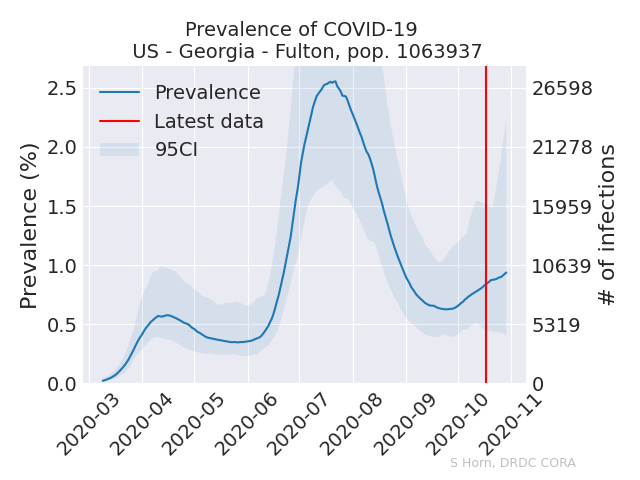 Prevalence of COVID-19
US - Georgia - Fulton, pop. 1063937
Prevalence (%)
2.5
2.0
1.5
1.0
0.5
0.0
Prevalence
Latest data
95CI
26598
21278
15959
10639
5319
0
# of infections
2020-03
2020-04
2020-05
2020-06
2020-07
2020-08
2020-09
2020-10
2020-11
S Horn, DRDC CORA